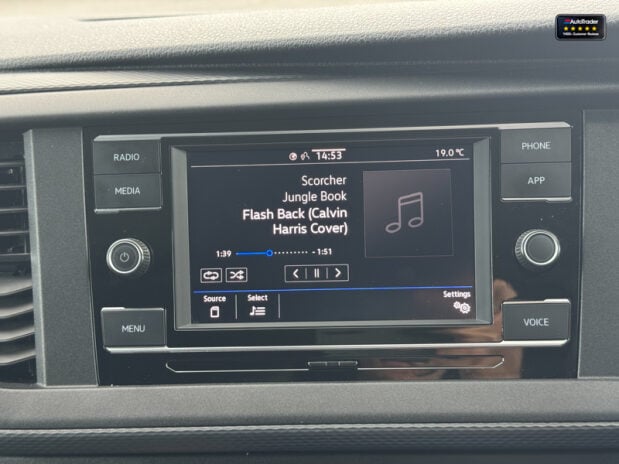 AutoTrader
RADIO
MEDIA
MENU
PHONE
APP
VOICE
14:53
19.0 °C
Scorcher
Jungle Book
Flash Back (Calvin
Harris Cover)
1:39
-1:51
Source
Select
Settings